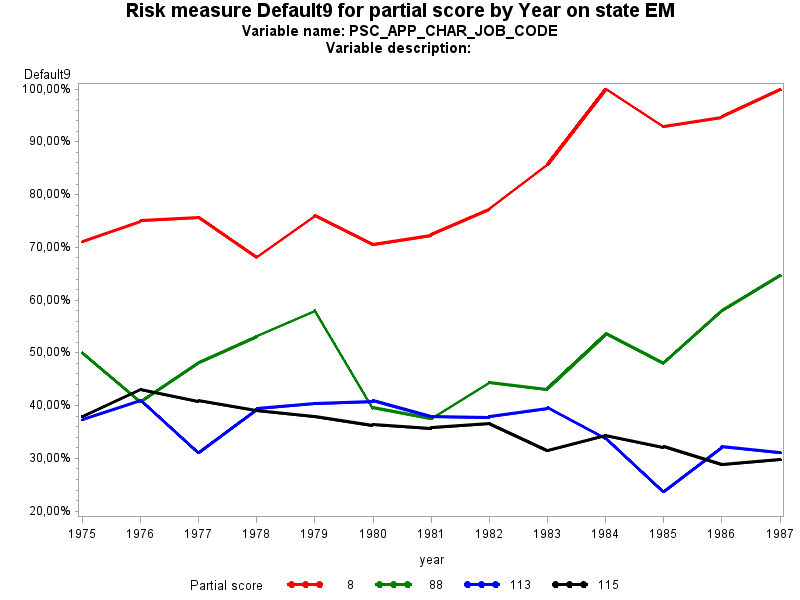 Risk measure Default9 for partial score by Year on state EM
Variable name: PSC_APP_CHAR_JOB_CODE
Variable description:
Default9
100,00%
90,00%
80,00%
70,00%
60,00%
50,00%
40,00%
30,00%
20,00%
1975 1976 1977 1978 1979 1980 1981 1982 1983 1984 1985 1986 1987
year
Partial score 8 88 113 115